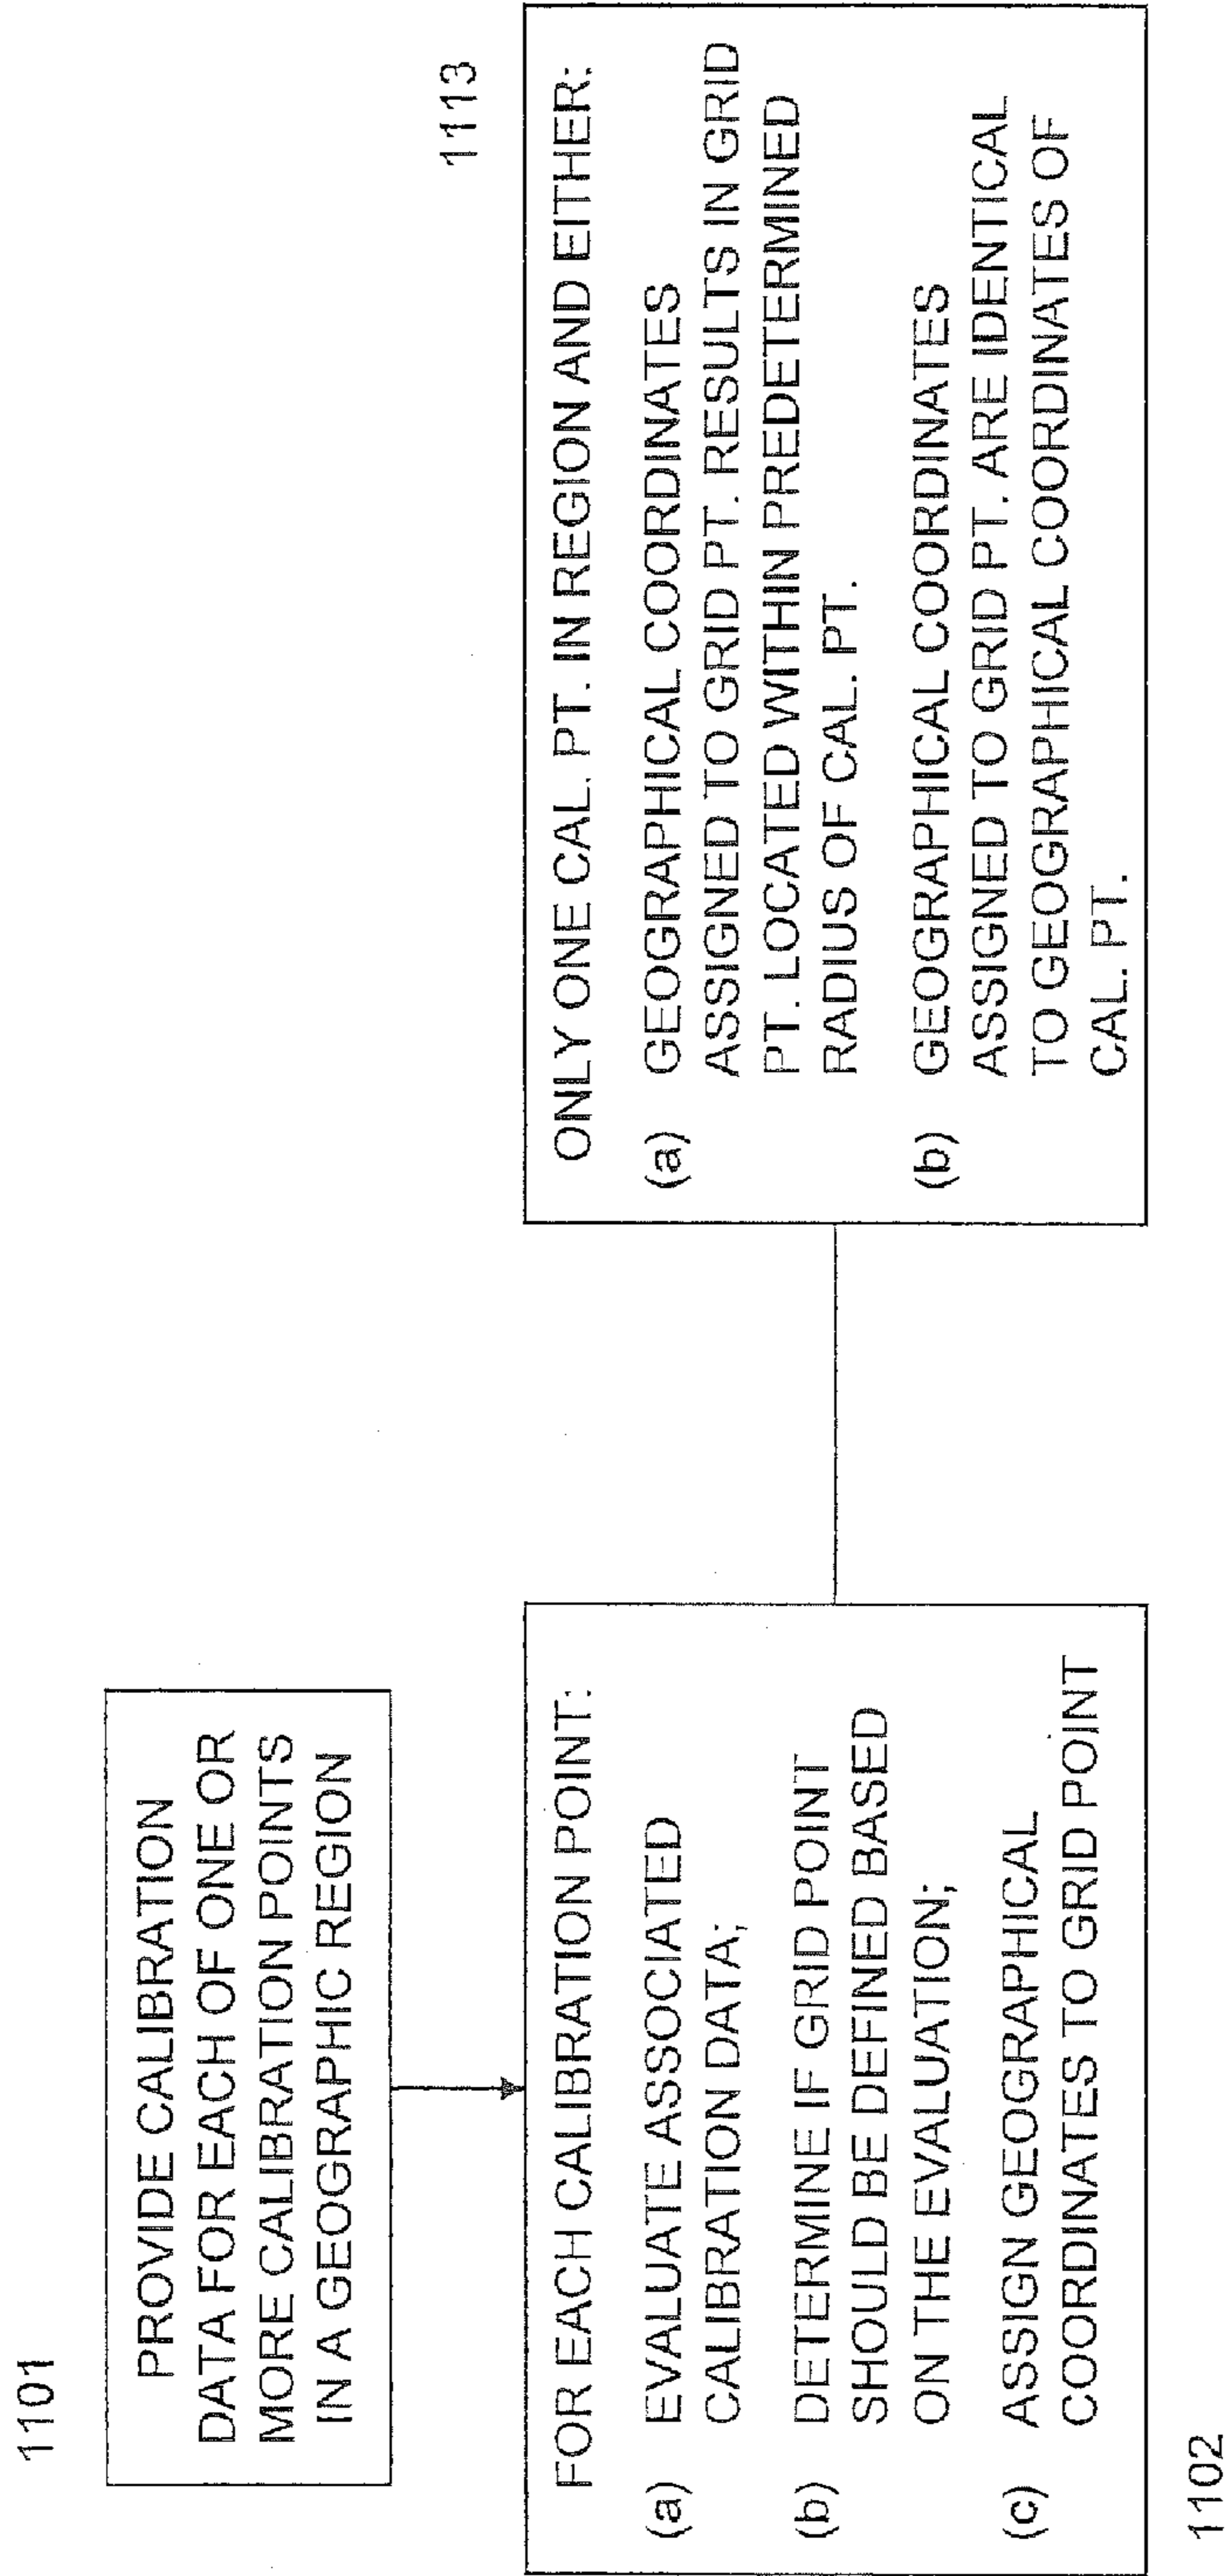 1101
PROVIDE CALIBRATION
DATA FOR EACH OF ONE OR
MORE CALIBRATION POINTS
IN A GEOGRAPHIC REGION
FOR EACH CALIBRATION POINT:
(a) EVALUATE ASSOCIATED
CALIBRATION DATA;
(b) DETERMINE IF GRID POINT
SHOULD BE DEFINED BASED
ON THE EVALUATION;
(c) ASSIGN GEOGRAPHICAL
COORDINATES TO GRID POINT
1102
1113
ONLY ONE CAL. PT. IN REGION AND EITHER:
(a) GEOGRAPHICAL COORDINATES
ASSIGNED TO GRID PT. RESULTS IN GRID
PT. LOCATED WITHIN PREDETERMINED
RADIUS OF CAL. PT.
(b) GEOGRAPHICAL COORDINATES
ASSIGNED TO GRID PT. ARE IDENTICAL
TO GEOGRAPHICAL COORDINATES OF
CAL. PT.